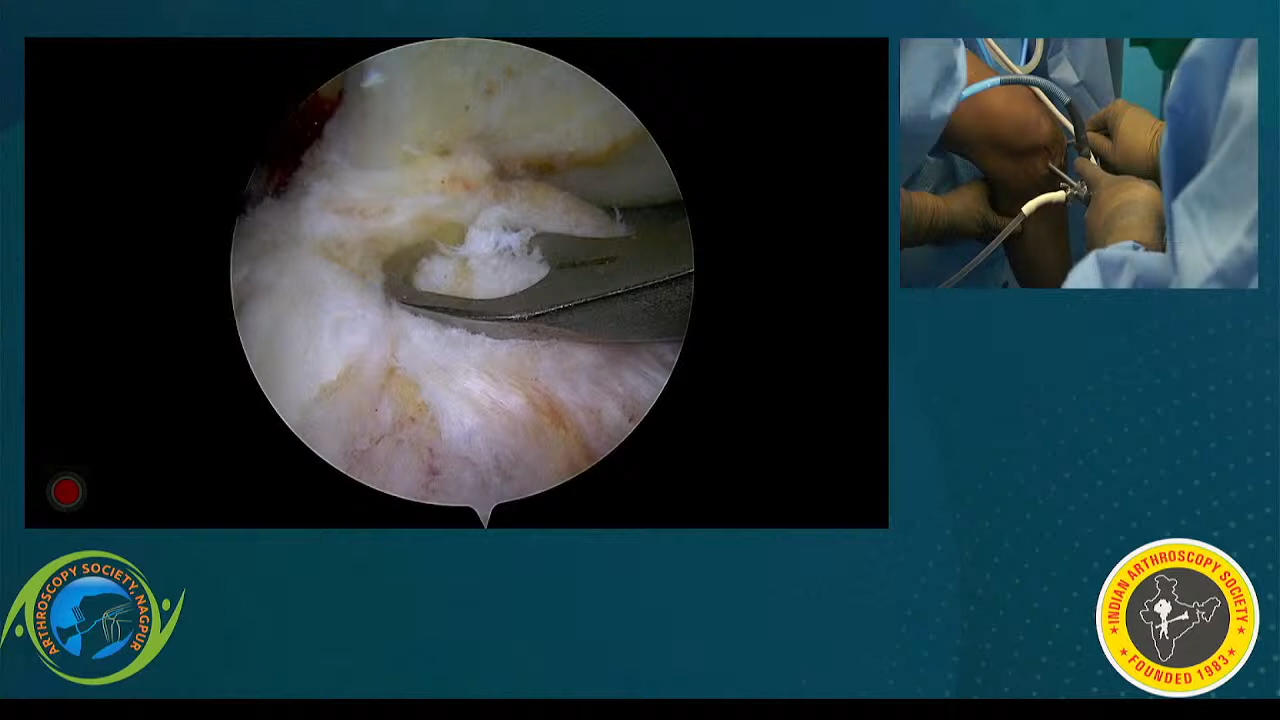 ARTHROSCOPY SOCIETY, NAGPUR
INDIAN ARTHROSCOPY SOCIETY
★ FOUNDED 1983 ★